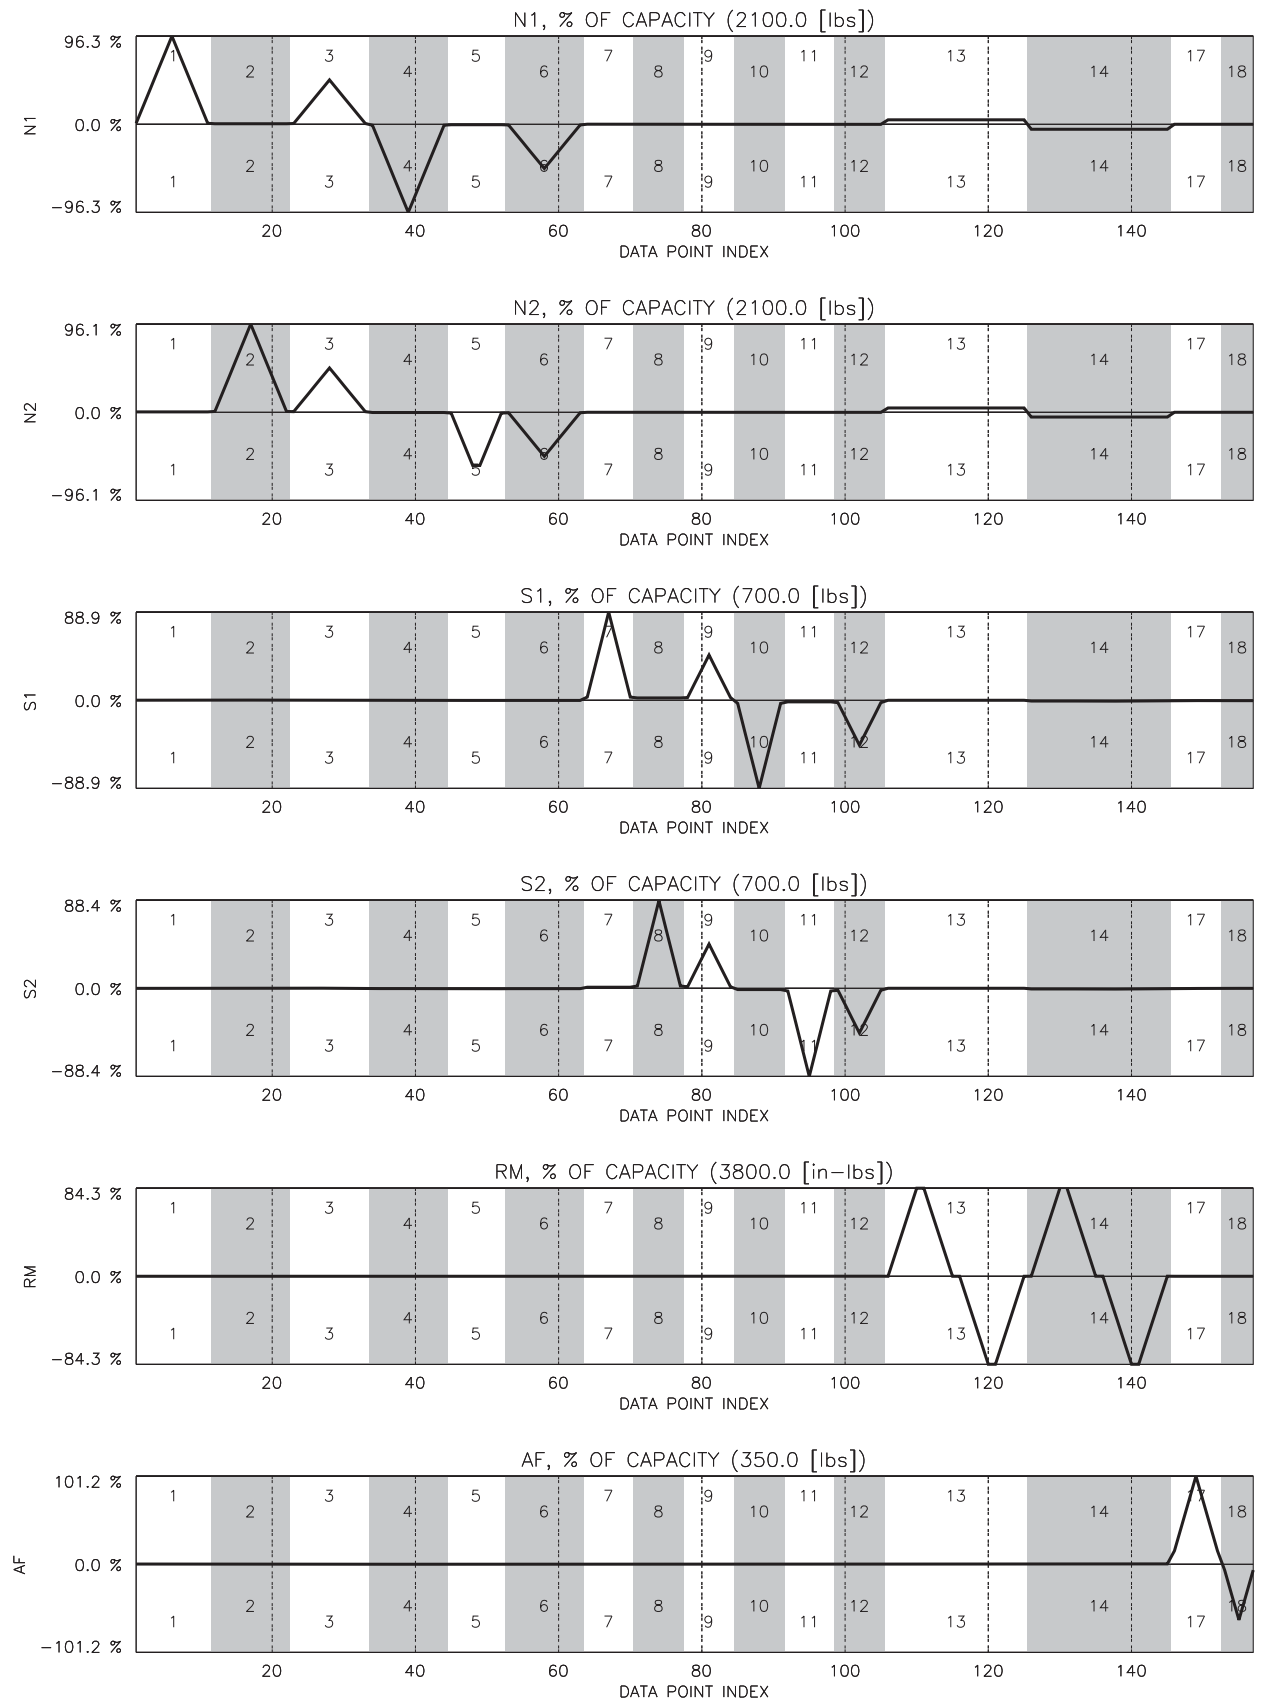 N1, % OF CAPACITY (2100.0 [lbs])
96.3 %
1 2 3 4 5 6 7 8 9 10 11 12 13 14 17 18
N1
0.0 %
1 2 3 4 5 6 7 8 9 10 11 12 13 14 17 18
−96.3 %
20 40 60 80 100 120 140
DATA POINT INDEX
N2, % OF CAPACITY (2100.0 [lbs])
96.1 %
1 2 3 4 5 6 7 8 9 10 11 12 13 14 17 18
N2
0.0 %
1 2 3 4 5 6 7 8 9 10 11 12 13 14 17 18
−96.1 %
20 40 60 80 100 120 140
DATA POINT INDEX
S1, % OF CAPACITY (700.0 [lbs])
88.9 %
1 2 3 4 5 6 7 8 9 10 11 12 13 14 17 18
S1
0.0 %
1 2 3 4 5 6 7 8 9 10 11 12 13 14 17 18
−88.9 %
20 40 60 80 100 120 140
DATA POINT INDEX
S2, % OF CAPACITY (700.0 [lbs])
88.4 %
1 2 3 4 5 6 7 8 9 10 11 12 13 14 17 18
S2
0.0 %
1 2 3 4 5 6 7 8 9 10 11 12 13 14 17 18
−88.4 %
20 40 60 80 100 120 140
DATA POINT INDEX
RM, % OF CAPACITY (3800.0 [in−lbs])
84.3 %
1 2 3 4 5 6 7 8 9 10 11 12 13 14 17 18
RM
0.0 %
1 2 3 4 5 6 7 8 9 10 11 12 13 14 17 18
−84.3 %
20 40 60 80 100 120 140
DATA POINT INDEX
AF, % OF CAPACITY (350.0 [lbs])
101.2 %
1 2 3 4 5 6 7 8 9 10 11 12 13 14 17 18
AF
0.0 %
1 2 3 4 5 6 7 8 9 10 11 12 13 14 17 18
−101.2 %
20 40 60 80 100 120 140
DATA POINT INDEX